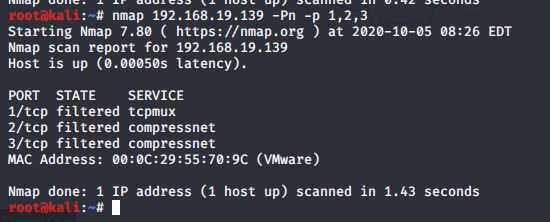 Nmap done: 1 IP address (1 host up) scanned in 0.42 seconds
root@kali:~# nmap 192.168.19.139 -Pn -p 1,2,3
Starting Nmap 7.80 ( https://nmap.org ) at 2020-10-05 08:26 EDT
Nmap scan report for 192.168.19.139
Host is up (0.00050s latency).
PORT  STATE    SERVICE
1/tcp filtered tcpmux
2/tcp filtered compressnet
3/tcp filtered compressnet
MAC Address: 00:0C:29:55:70:9C (VMware)
Nmap done: 1 IP address (1 host up) scanned in 1.43 seconds
root@kali:~#